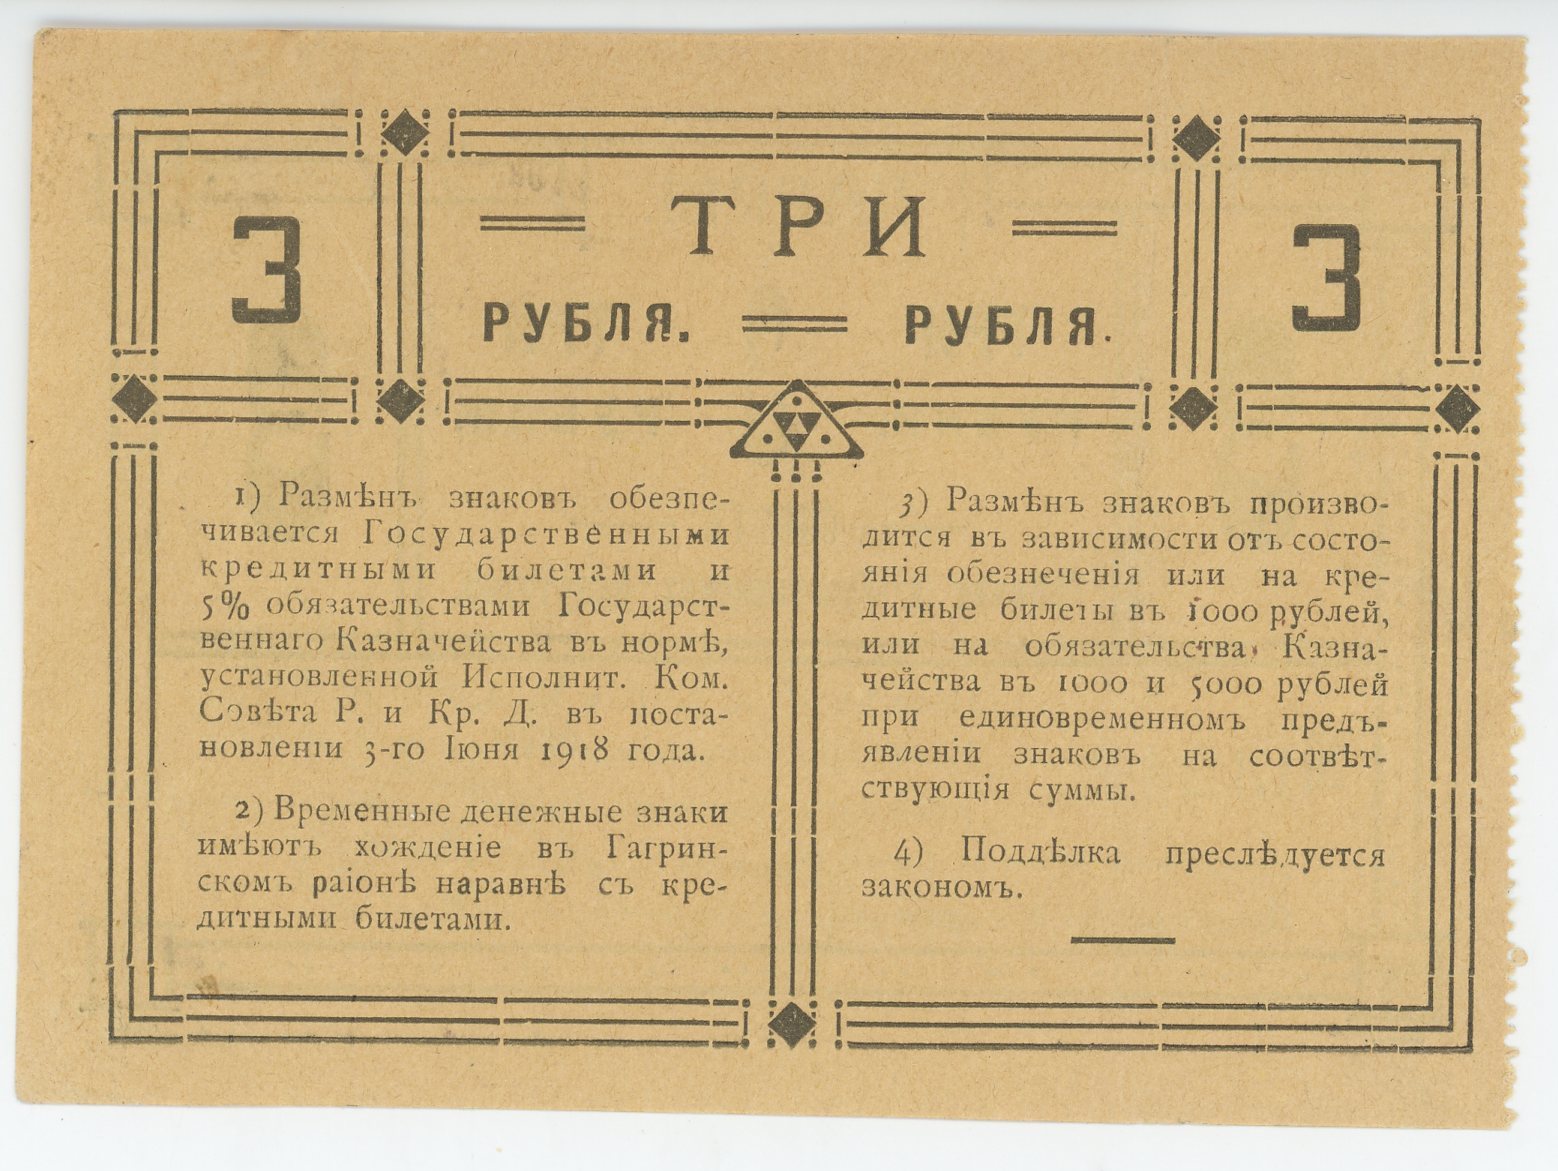 3 ТРИ 3
РУБЛЯ. РУБЛЯ.
1) Размѣнъ знаковъ обезпе-
чивается Государственными
кредитными билетами и
5% обязательствами Государст-
веннаго Казначейства въ нормѣ,
установленной Исполнит. Ком.
Совѣта Р. и Кр. Д. въ поста-
новленіи 3-го Іюня 1918 года.
2) Временные денежные знаки
имѣютъ хожденіе въ Гагрин-
скомъ раіонѣ наравнѣ съ кре-
дитными билетами.
3) Размѣнъ знаковъ произво-
дится въ зависимости отъ состо-
янія обезнеченія или на кре-
дитные билеты въ 1000 рублей,
или на обязательства Казна-
чейства въ 1000 и 5000 рублей
при единовременномъ предъ-
явленіи знаковъ на соотвѣт-
ствующія суммы.
4) Поддѣлка преслѣдуется
закономъ.